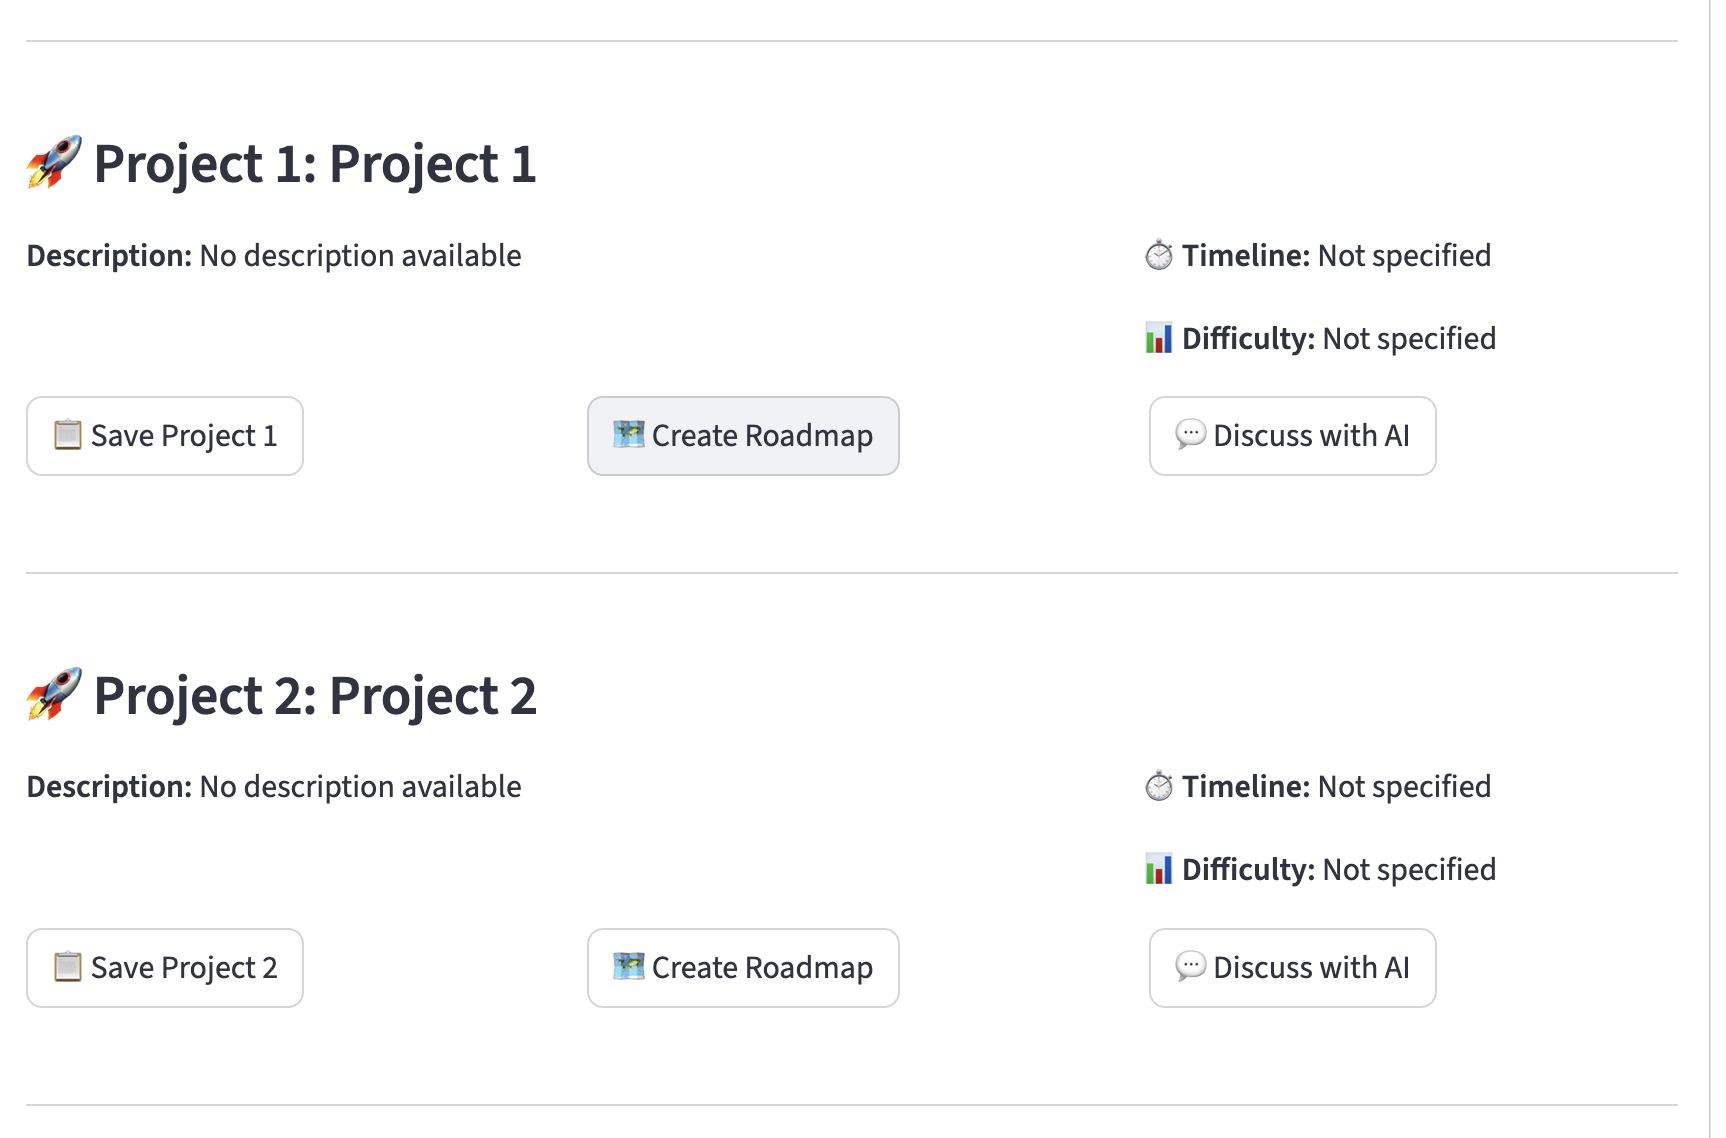 Project 1: Project 1
Description: No description available
Timeline: Not specified
Difficulty: Not specified
Save Project 1
Create Roadmap
Discuss with AI
Project 2: Project 2
Description: No description available
Timeline: Not specified
Difficulty: Not specified
Save Project 2
Create Roadmap
Discuss with AI